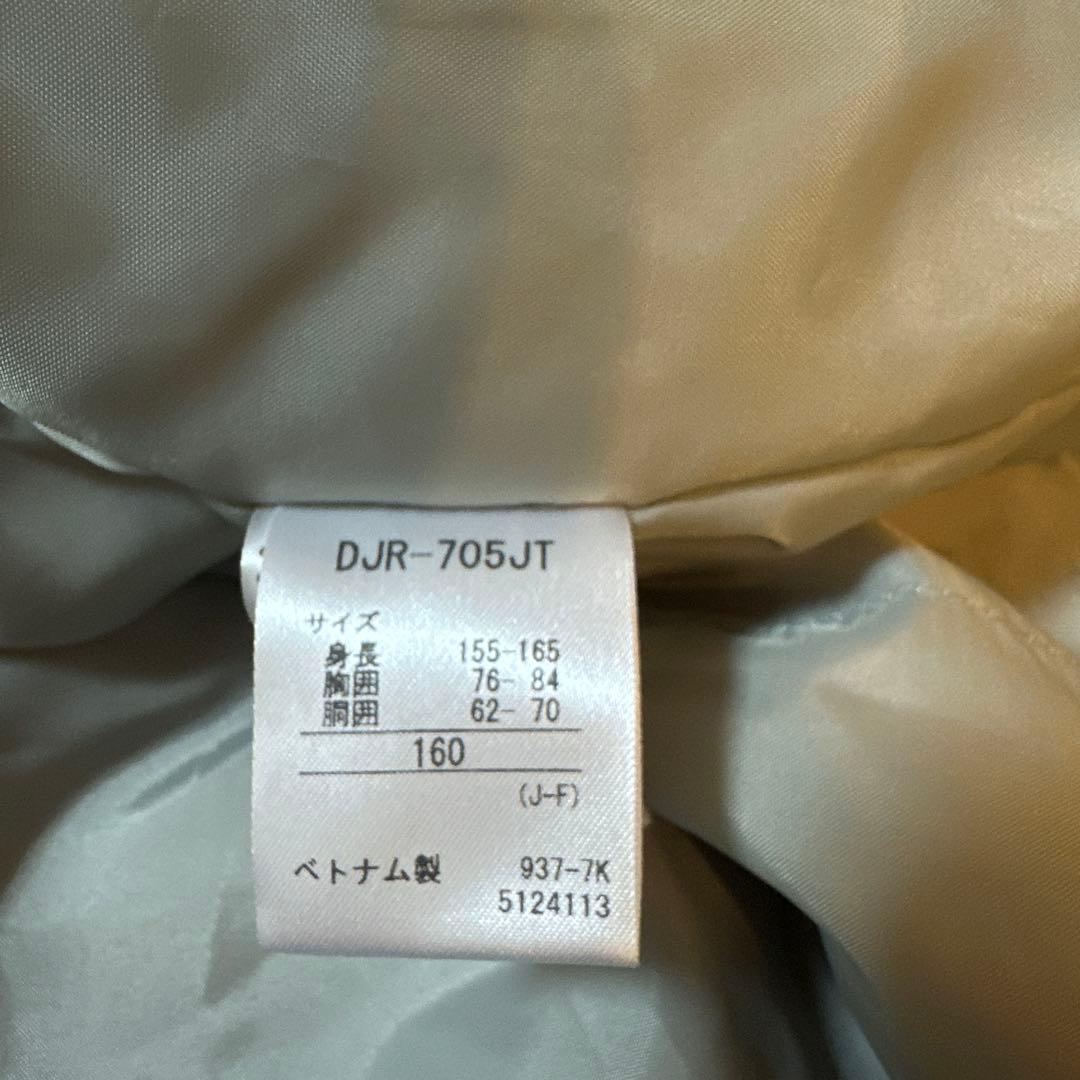 DJR-705JT
サイズ
身長 155-165
胸囲 76- 84
胴囲 62- 70
160
(J-F)
ベトナム製 937-7K
5124113